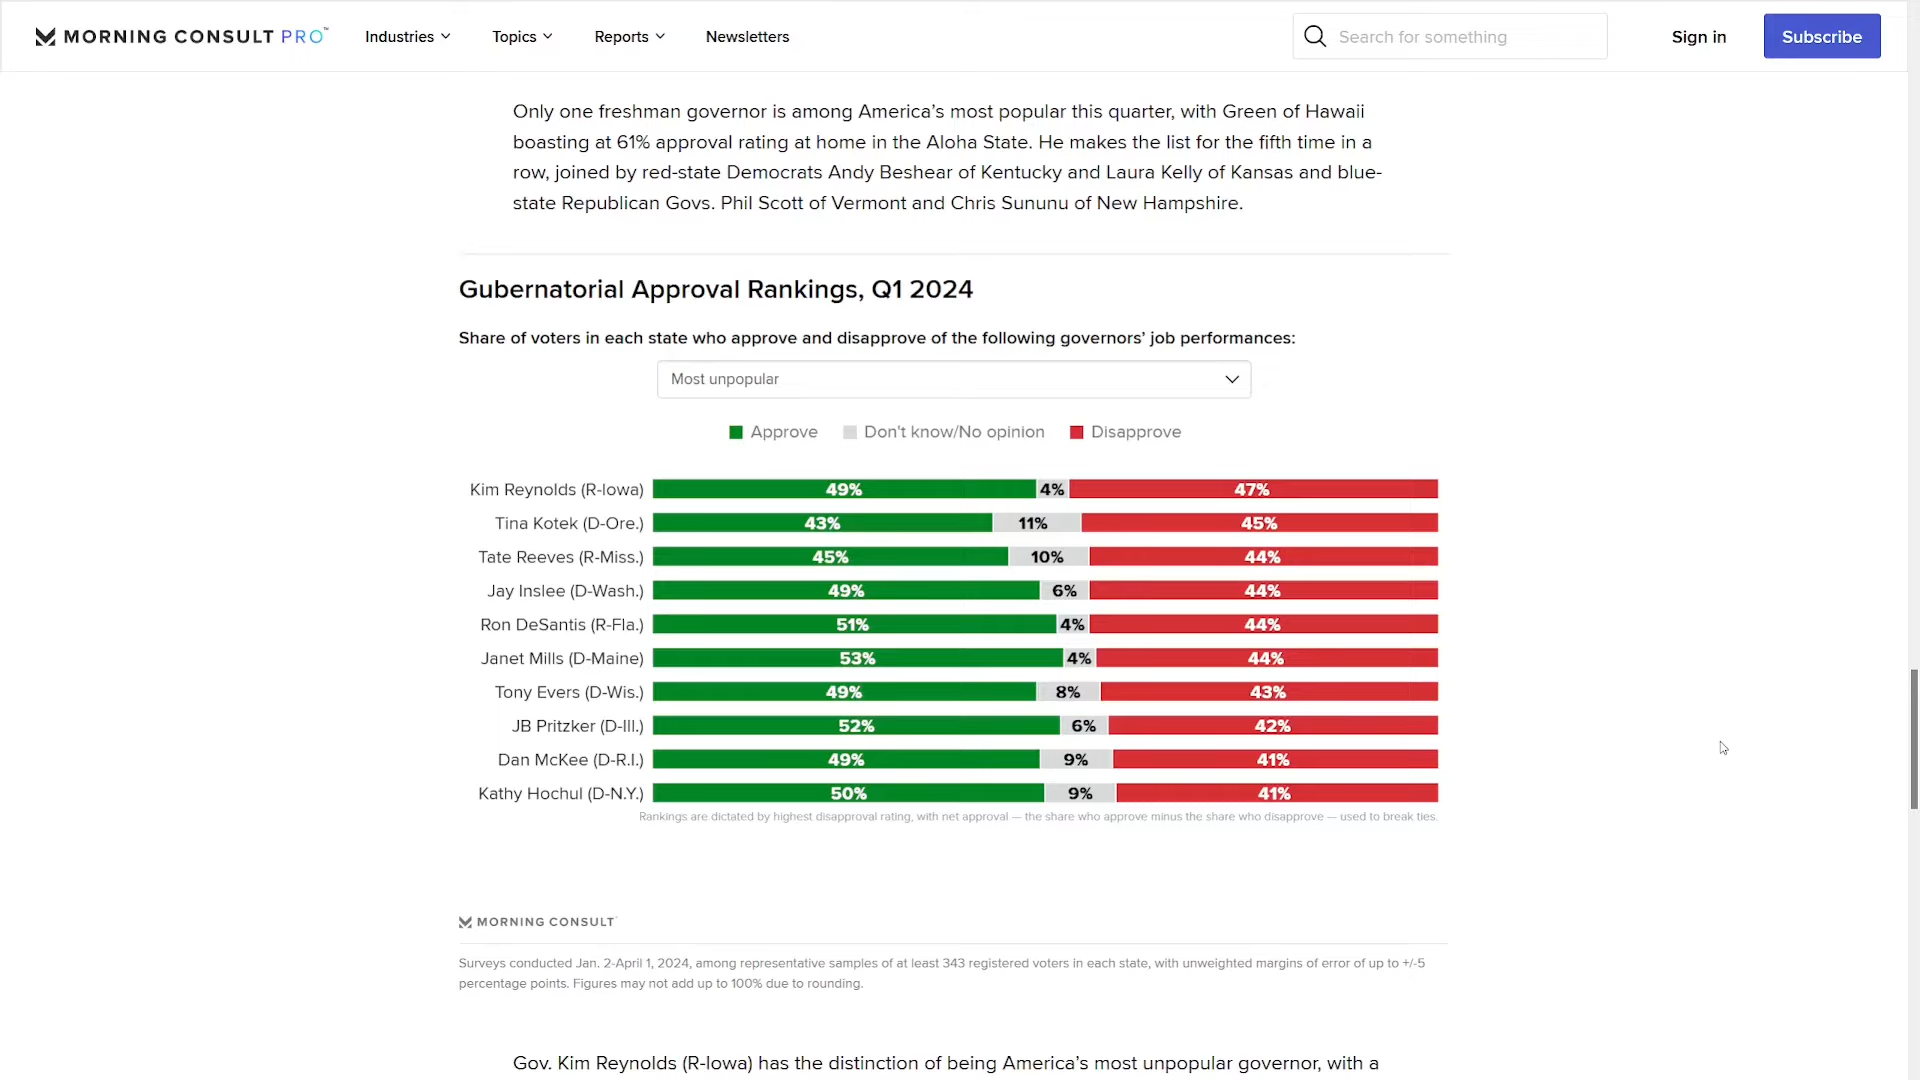 MORNING CONSULT PRO™
Industries
Topics
Reports
Newsletters
Search for something
Sign in
Subscribe
Only one freshman governor is among America’s most popular this quarter, with Green of Hawaii
boasting at 61% approval rating at home in the Aloha State. He makes the list for the fifth time in a
row, joined by red-state Democrats Andy Beshear of Kentucky and Laura Kelly of Kansas and blue-
state Republican Govs. Phil Scott of Vermont and Chris Sununu of New Hampshire.
Gubernatorial Approval Rankings, Q1 2024
Share of voters in each state who approve and disapprove of the following governors’ job performances:
Most unpopular
Approve Don't know/No opinion Disapprove
Kim Reynolds (R-Iowa) 49% 4% 47%
Tina Kotek (D-Ore.) 43% 11% 45%
Tate Reeves (R-Miss.) 45% 10% 44%
Jay Inslee (D-Wash.) 49% 6% 44%
Ron DeSantis (R-Fla.) 51% 4% 44%
Janet Mills (D-Maine) 53% 4% 44%
Tony Evers (D-Wis.) 49% 8% 43%
JB Pritzker (D-Ill.) 52% 6% 42%
Dan McKee (D-R.I.) 49% 9% 41%
Kathy Hochul (D-N.Y.) 50% 9% 41%
Rankings are dictated by highest disapproval rating, with net approval — the share who approve minus the share who disapprove — used to break ties.
MORNING CONSULT
Surveys conducted Jan. 2-April 1, 2024, among representative samples of at least 343 registered voters in each state, with unweighted margins of error of up to +/-5
percentage points. Figures may not add up to 100% due to rounding.
Gov. Kim Reynolds (R-Iowa) has the distinction of being America’s most unpopular governor, with a